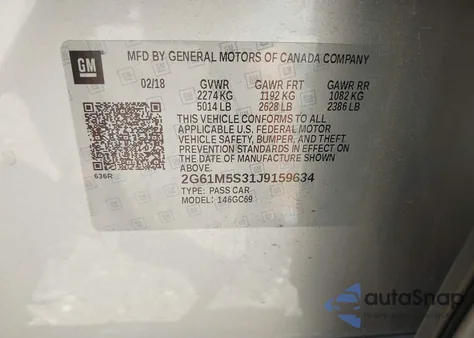 GM
MFD BY GENERAL MOTORS OF CANADA COMPANY
02/18 GVWR GAWR FRT GAWR RR
2274 KG 1192 KG 1082 KG
5014 LB 2628 LB 2386 LB
THIS VEHICLE CONFORMS TO ALL
APPLICABLE U.S. FEDERAL MOTOR
VEHICLE SAFETY, BUMPER, AND THEFT
PREVENTION STANDARDS IN EFFECT ON
THE DATE OF MANUFACTURE SHOWN
ABOVE.
636R
2G61M5S31J9159634
TYPE: PASS CAR
MODEL: 146GC69
autoSnap